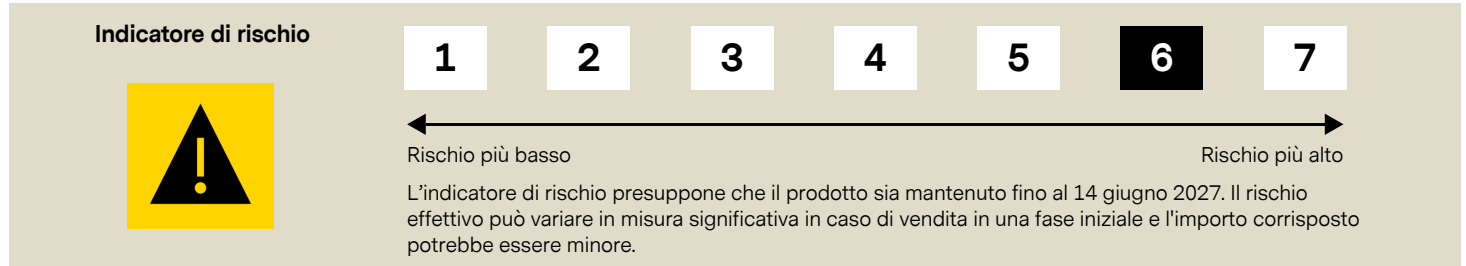 Indicatore di rischio
1 2 3 4 5 6 7
Rischio più basso
Rischio più alto
L’indicatore di rischio presuppone che il prodotto sia mantenuto fino al 14 giugno 2027. Il rischio
effettivo può variare in misura significativa in caso di vendita in una fase iniziale e l'importo corrisposto
potrebbe essere minore.